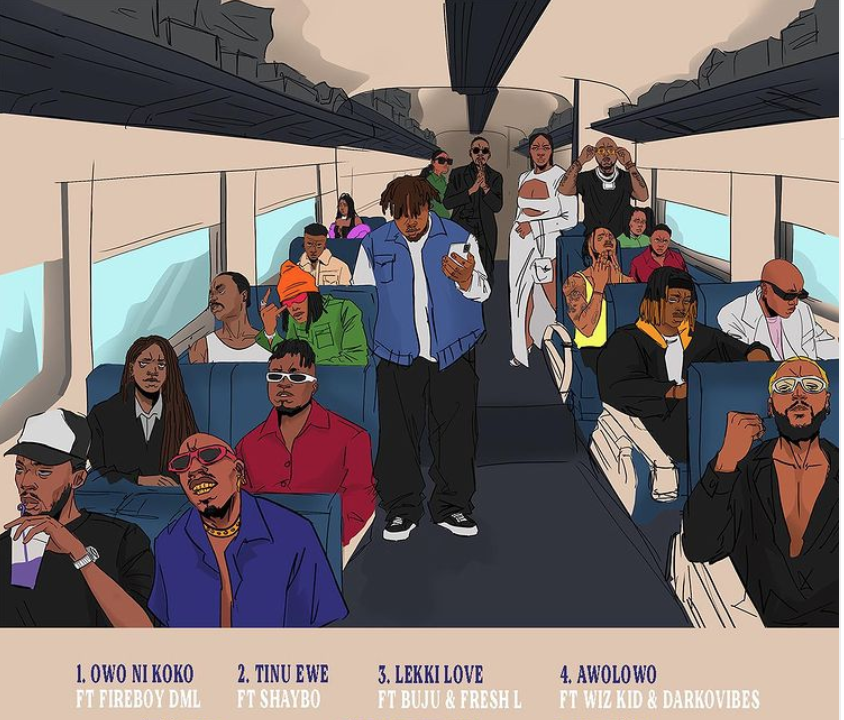 1. OWO NI KOKO
FT FIREBOY DML
2. TINU EWE
FT SHAYBO
3. LEKKI LOVE
FT BUJU & FRESH L
4. AWOLOWO
FT WIZ KID & DARKOVIBES